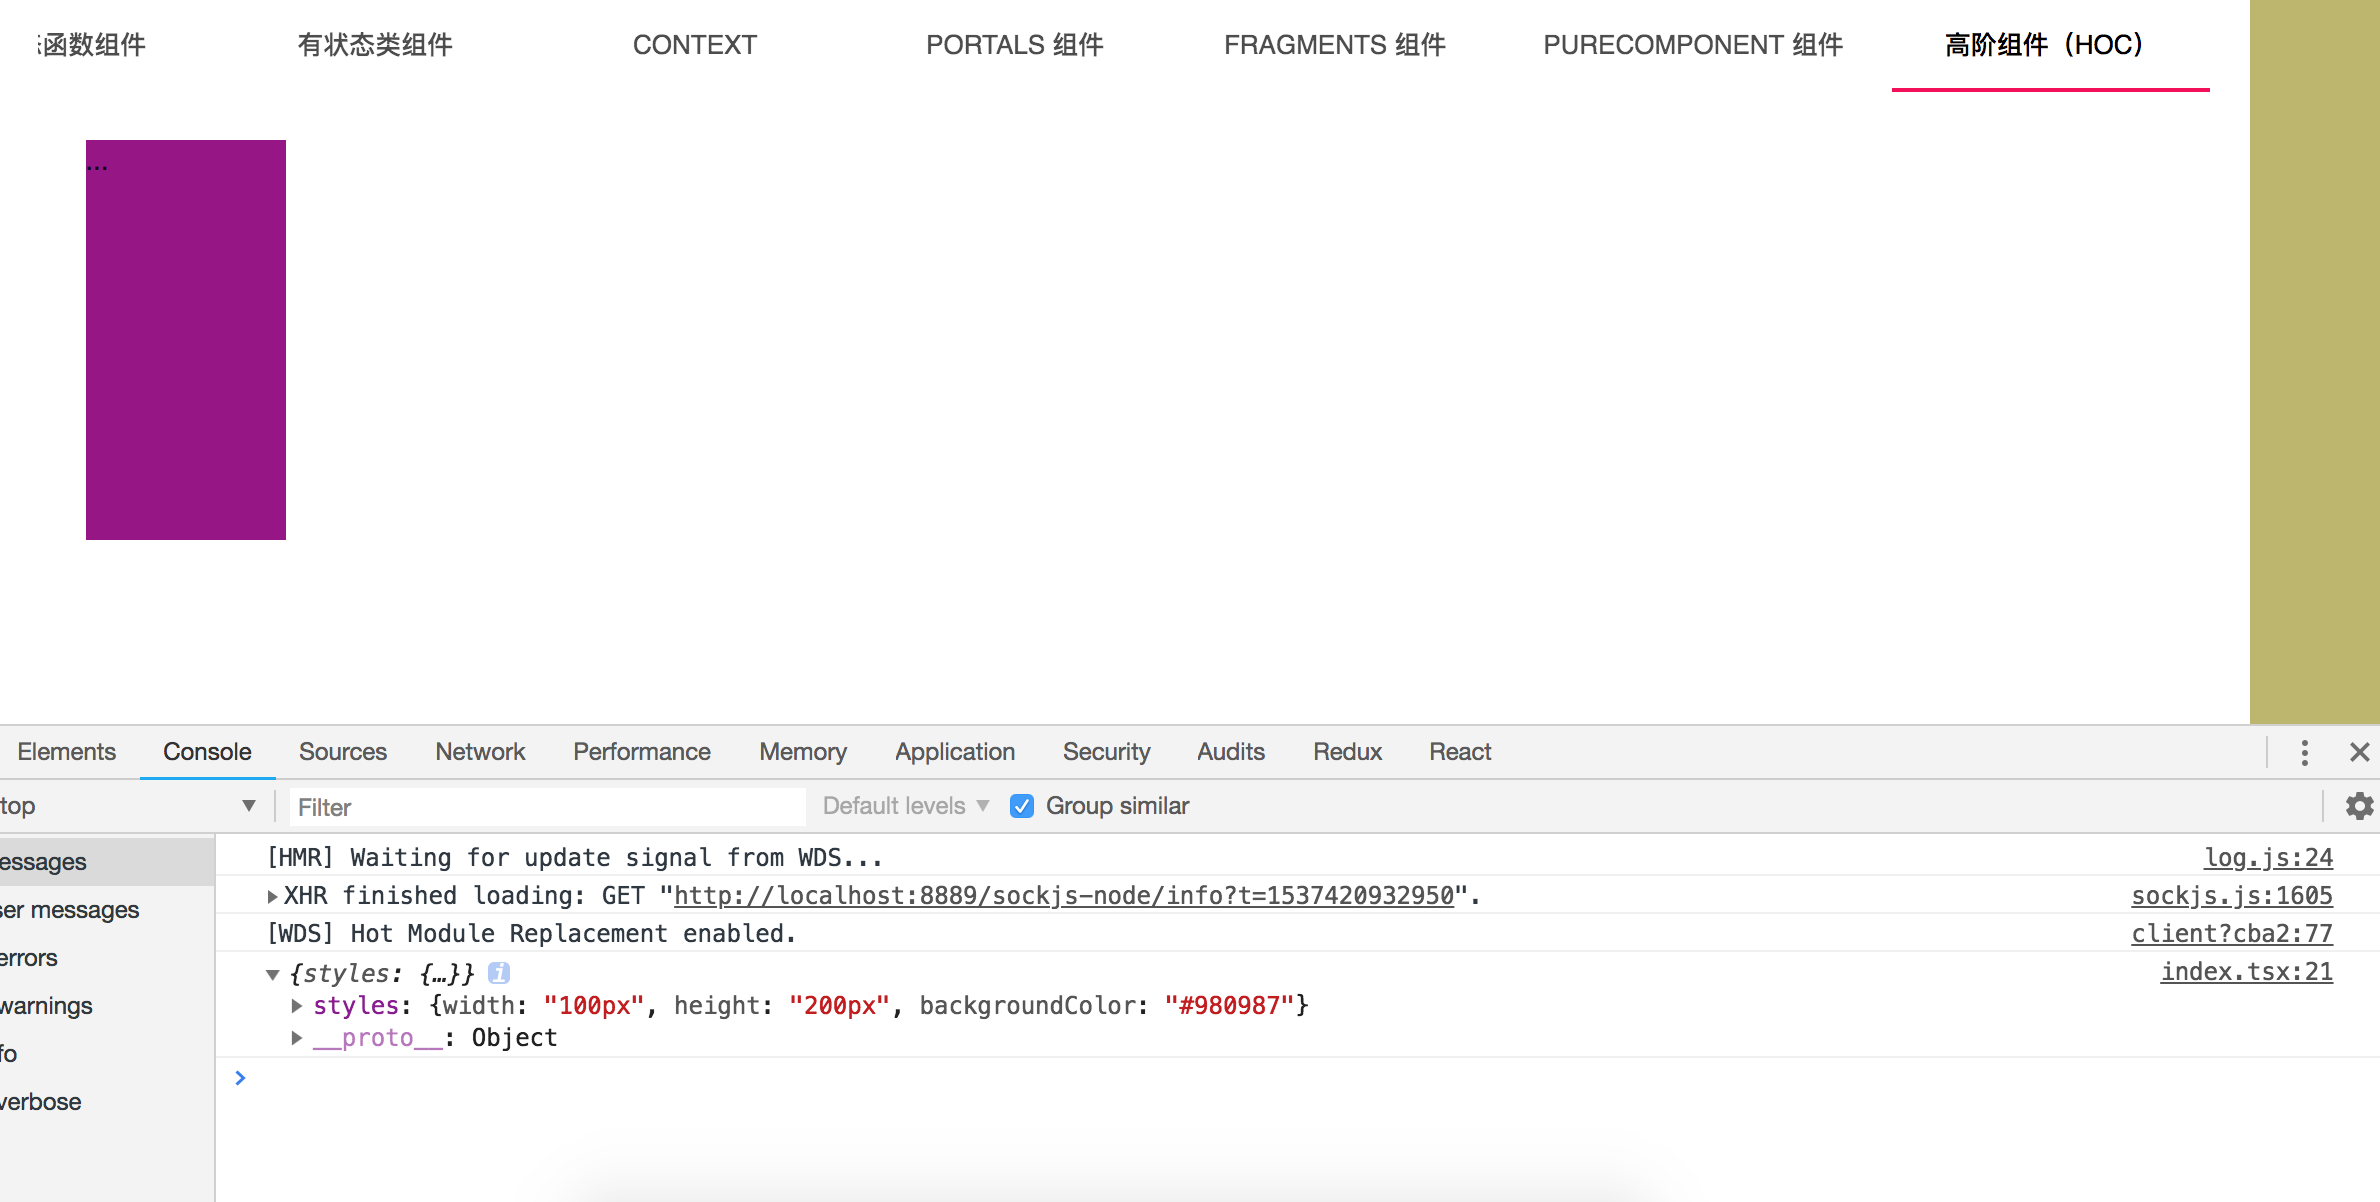 函数组件 有状态类组件 CONTEXT PORTALS 组件 FRAGMENTS 组件 PURECOMPONENT 组件 高阶组件（HOC）
...
Elements Console Sources Network Performance Memory Application Security Audits Redux React
top Filter Default levels Group similar
essages
ser messages
errors
warnings
fo
verbose
[HMR] Waiting for update signal from WDS... log.js:24
XHR finished loading: GET "http://localhost:8889/sockjs-node/info?t=1537420932950". sockjs.js:1605
[WDS] Hot Module Replacement enabled. client?cba2:77
{styles: {…}} i index.tsx:21
styles: {width: "100px", height: "200px", backgroundColor: "#980987"}
__proto__: Object